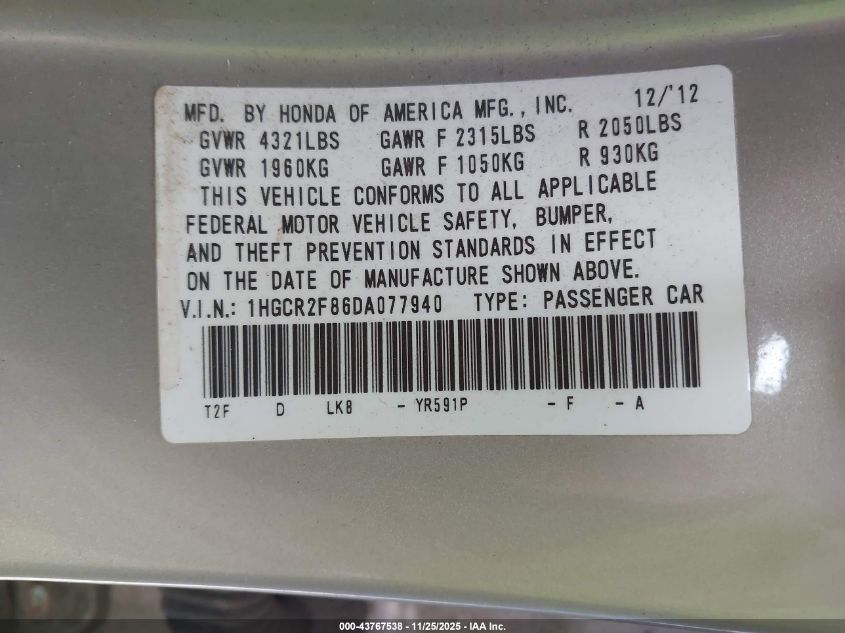 MFD. BY HONDA OF AMERICA MFG., INC. 12/'12
GVWR 4321LBS GAWR F 2315LBS R 2050LBS
GVWR 1960KG GAWR F 1050KG R 930KG
THIS VEHICLE CONFORMS TO ALL APPLICABLE
FEDERAL MOTOR VEHICLE SAFETY, BUMPER,
AND THEFT PREVENTION STANDARDS IN EFFECT
ON THE DATE OF MANUFACTURE SHOWN ABOVE.
V.I.N.: 1HGCR2F86DA077940 TYPE: PASSENGER CAR
T2F D LK8 - YR591P - F - A
000-43767538 - 11/25/2025 - IAA Inc.